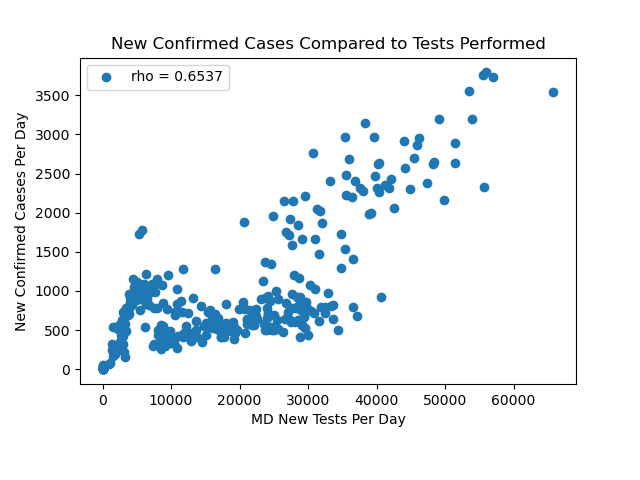 New Confirmed Cases Compared to Tests Performed
rho = 0.6537
New Confirmed Caeses Per Day
3500
3000
2500
2000
1500
1000
500
0
0 10000 20000 30000 40000 50000 60000
MD New Tests Per Day